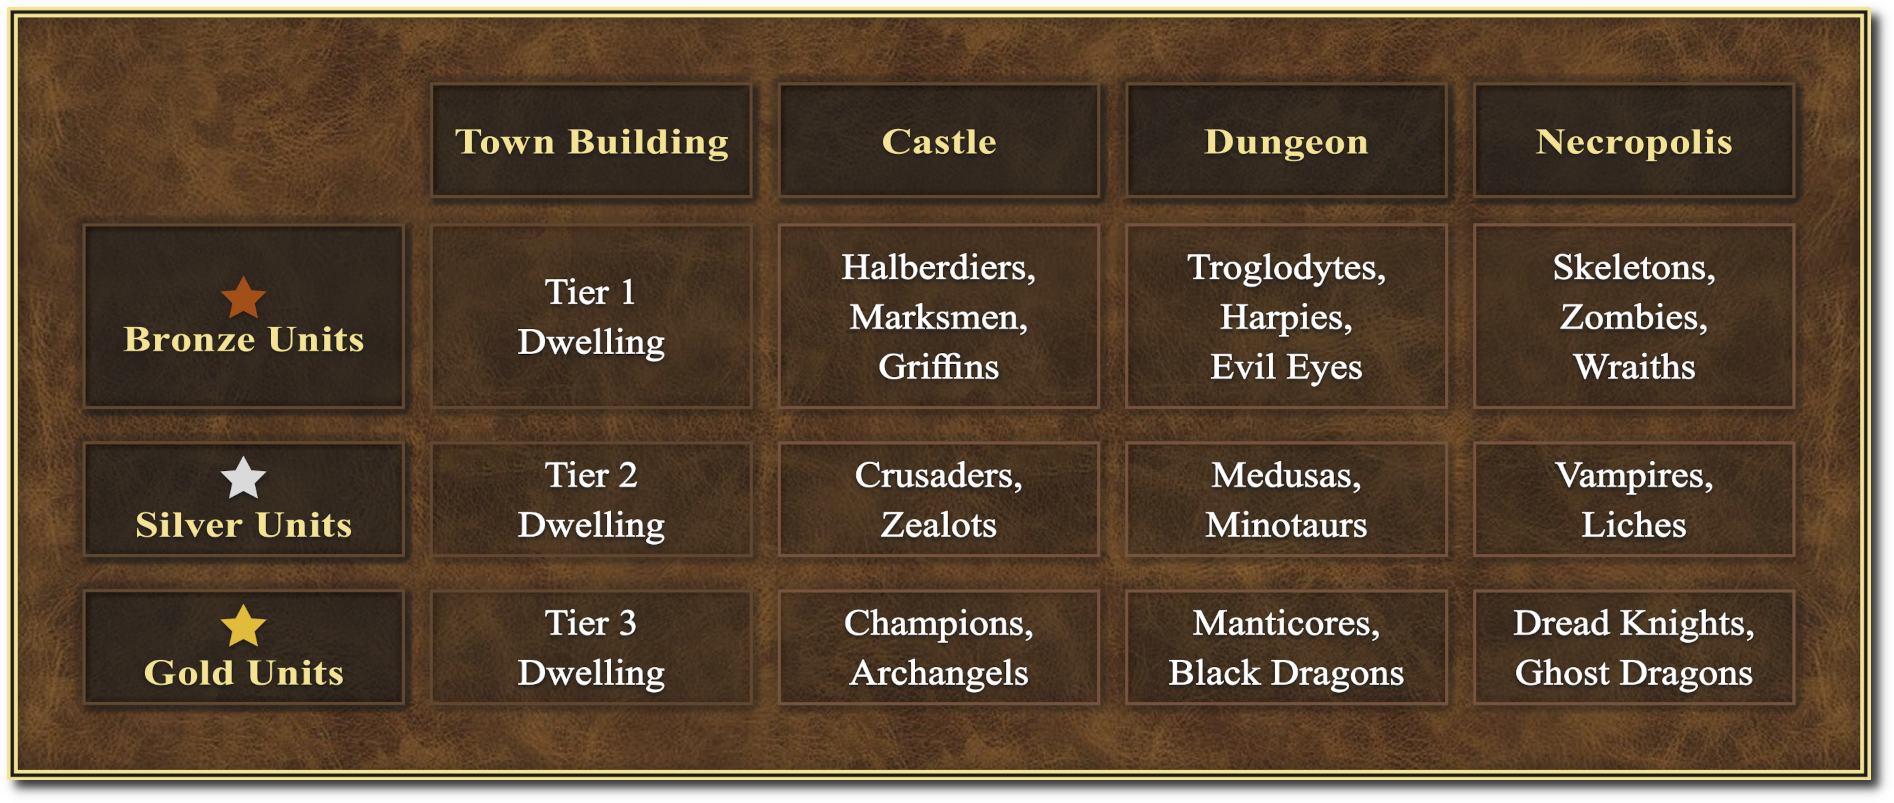 Town Building
Castle
Dungeon
Necropolis
Bronze Units
Tier 1
Dwelling
Halberdiers,
Marksmen,
Griffins
Troglodytes,
Harpies,
Evil Eyes
Skeletons,
Zombies,
Wraiths
Silver Units
Tier 2
Dwelling
Crusaders,
Zealots
Medusas,
Minotaurs
Vampires,
Liches
Gold Units
Tier 3
Dwelling
Champions,
Archangels
Manticores,
Black Dragons
Dread Knights,
Ghost Dragons